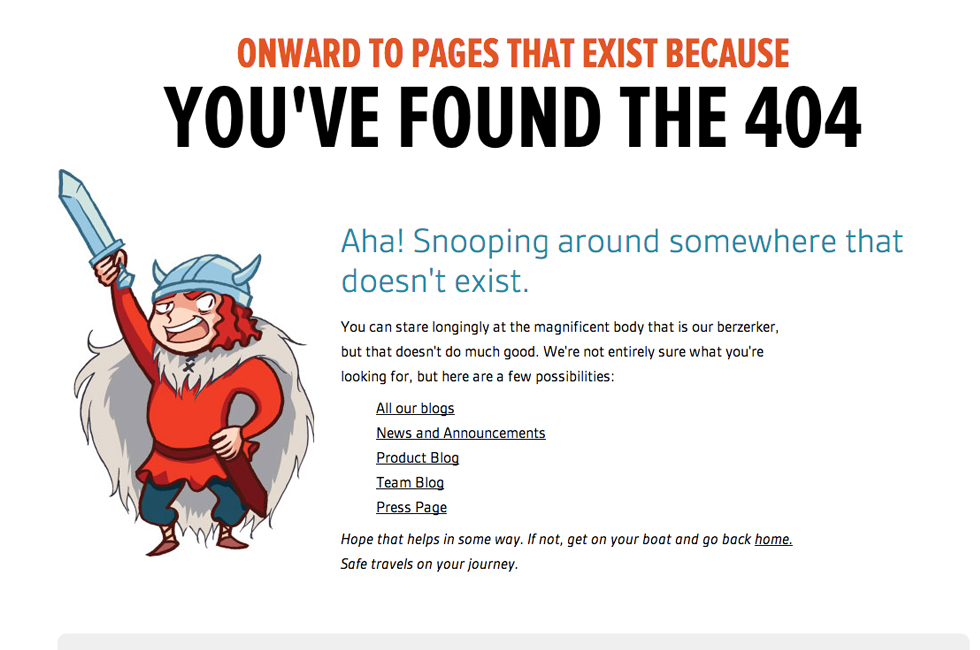 ONWARD TO PAGES THAT EXIST BECAUSE
YOU'VE FOUND THE 404
Aha! Snooping around somewhere that
doesn't exist.
You can stare longingly at the magnificent body that is our berzerker,
but that doesn't do much good. We're not entirely sure what you're
looking for, but here are a few possibilities:
All our blogs
News and Announcements
Product Blog
Team Blog
Press Page
Hope that helps in some way. If not, get on your boat and go back home.
Safe travels on your journey.